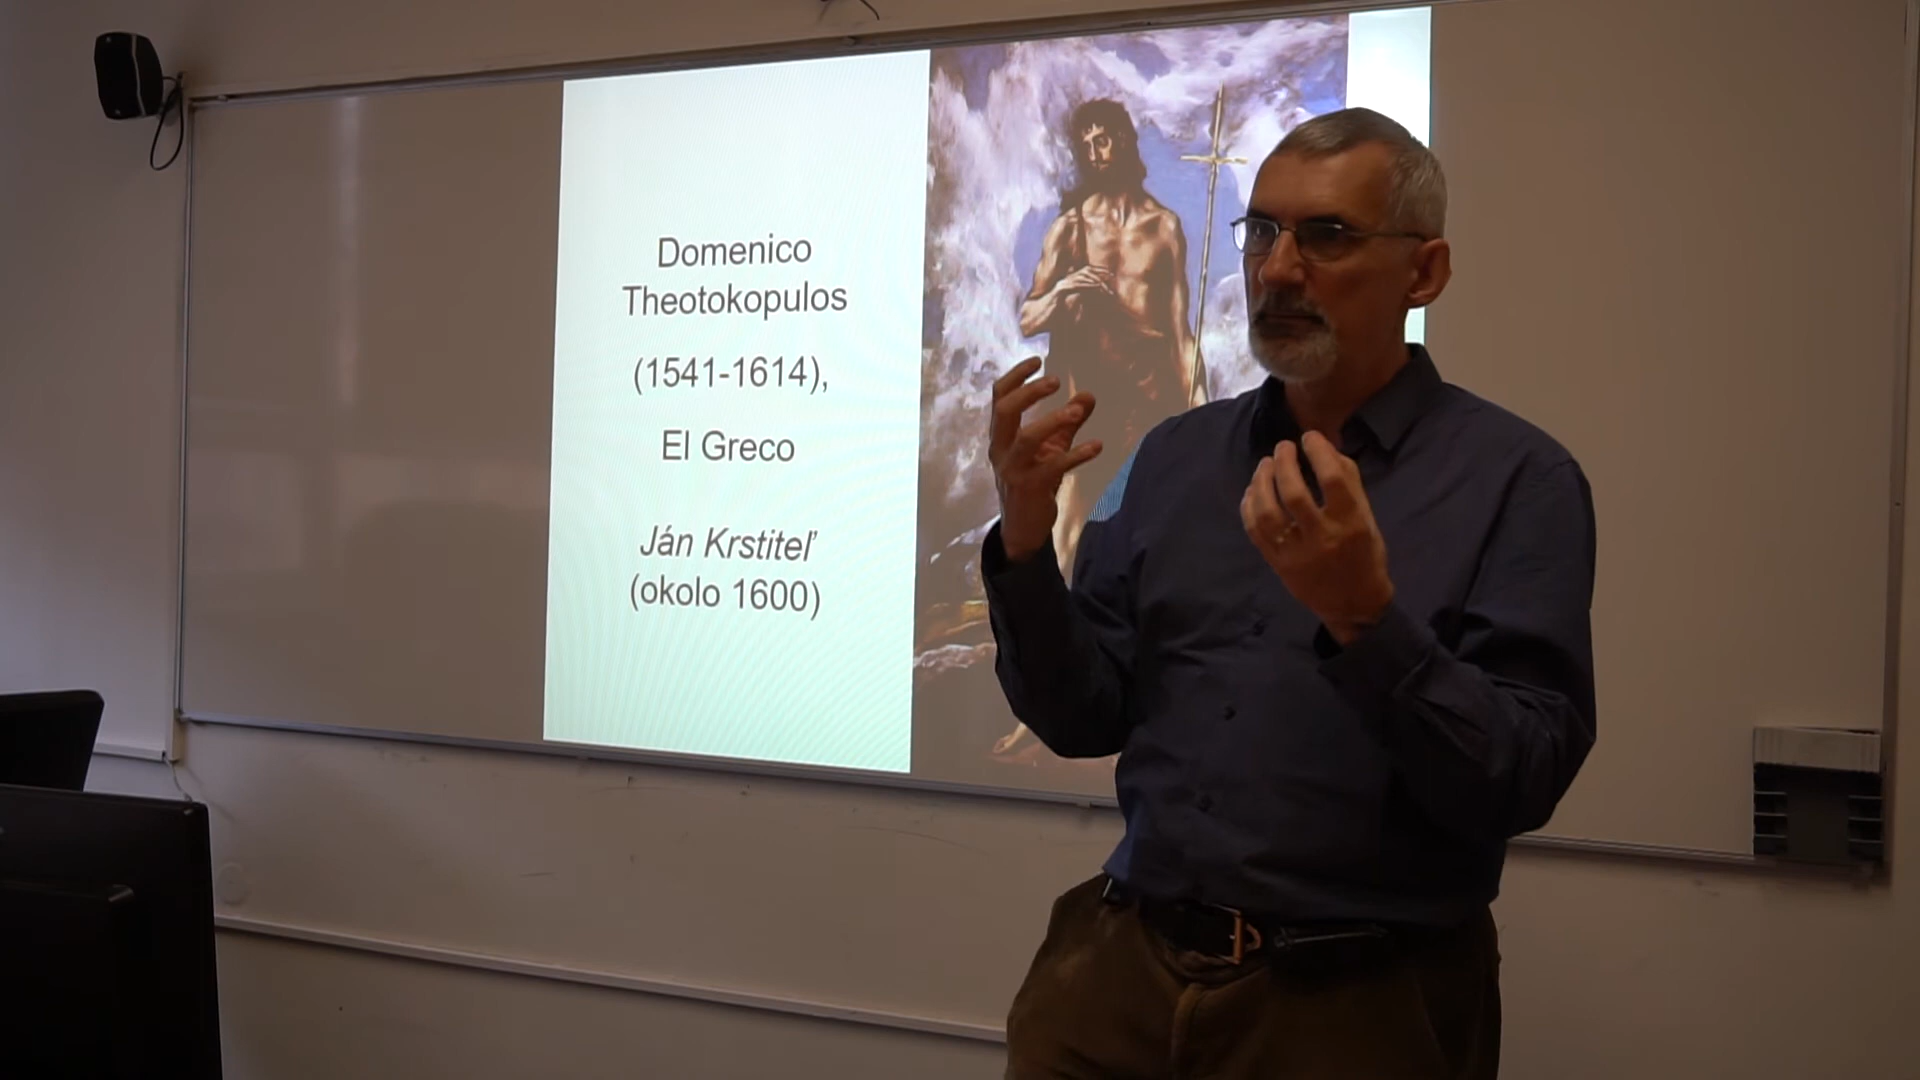 Domenico
Theotokopulos
(1541-1614),
El Greco
Ján Krstiteľ
(okolo 1600)